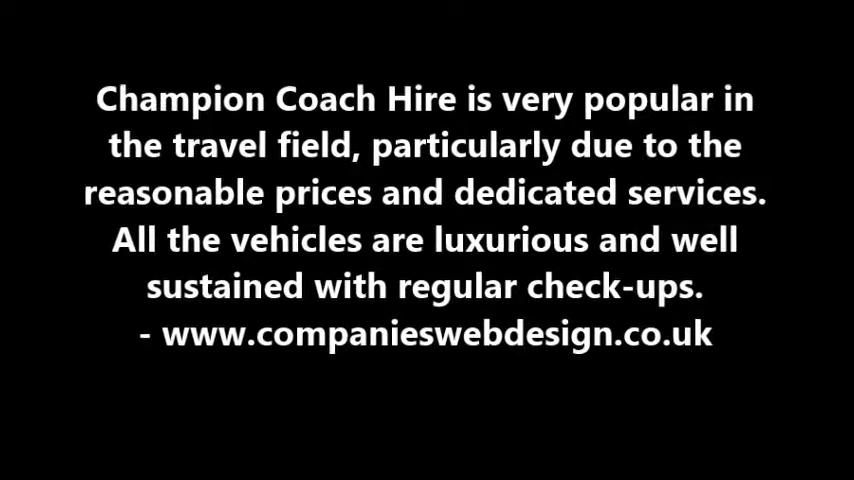 Champion Coach Hire is very popular in
the travel field, particularly due to the
reasonable prices and dedicated services.
All the vehicles are luxurious and well
sustained with regular check-ups.
- www.companieswebdesign.co.uk